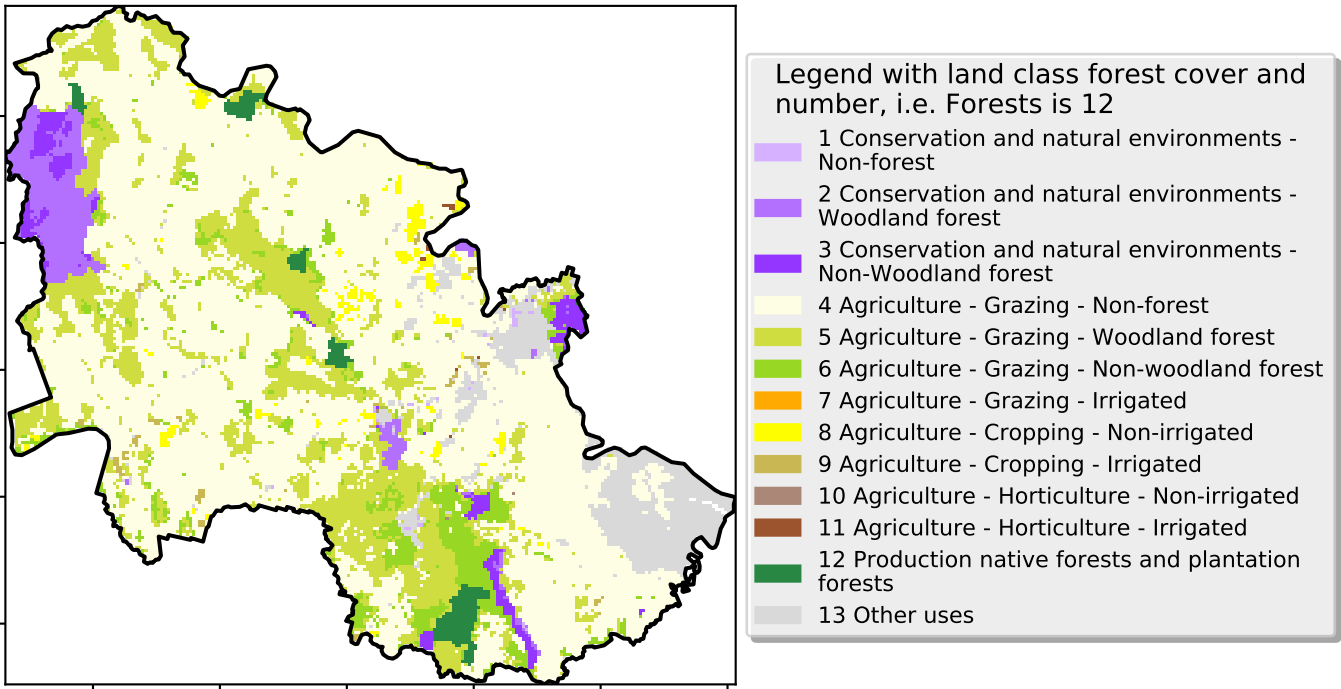 Legend with land class forest cover and
number, i.e. Forests is 12
1 Conservation and natural environments -
Non-forest
2 Conservation and natural environments -
Woodland forest
3 Conservation and natural environments -
Non-Woodland forest
4 Agriculture - Grazing - Non-forest
5 Agriculture - Grazing - Woodland forest
6 Agriculture - Grazing - Non-woodland forest
7 Agriculture - Grazing - Irrigated
8 Agriculture - Cropping - Non-irrigated
9 Agriculture - Cropping - Irrigated
10 Agriculture - Horticulture - Non-irrigated
11 Agriculture - Horticulture - Irrigated
12 Production native forests and plantation
forests
13 Other uses